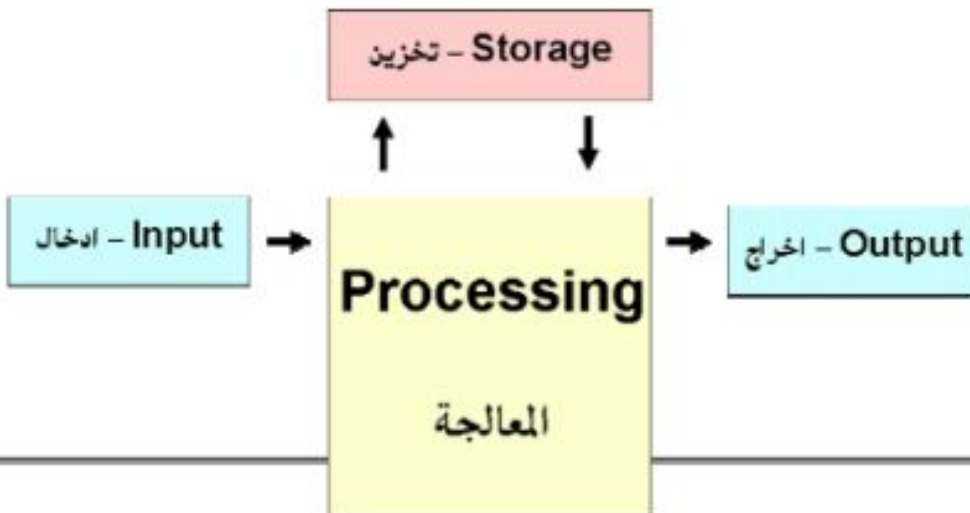 تخزين – Storage
ادخال – Input
Processing
المعالجة
اخراج – Output